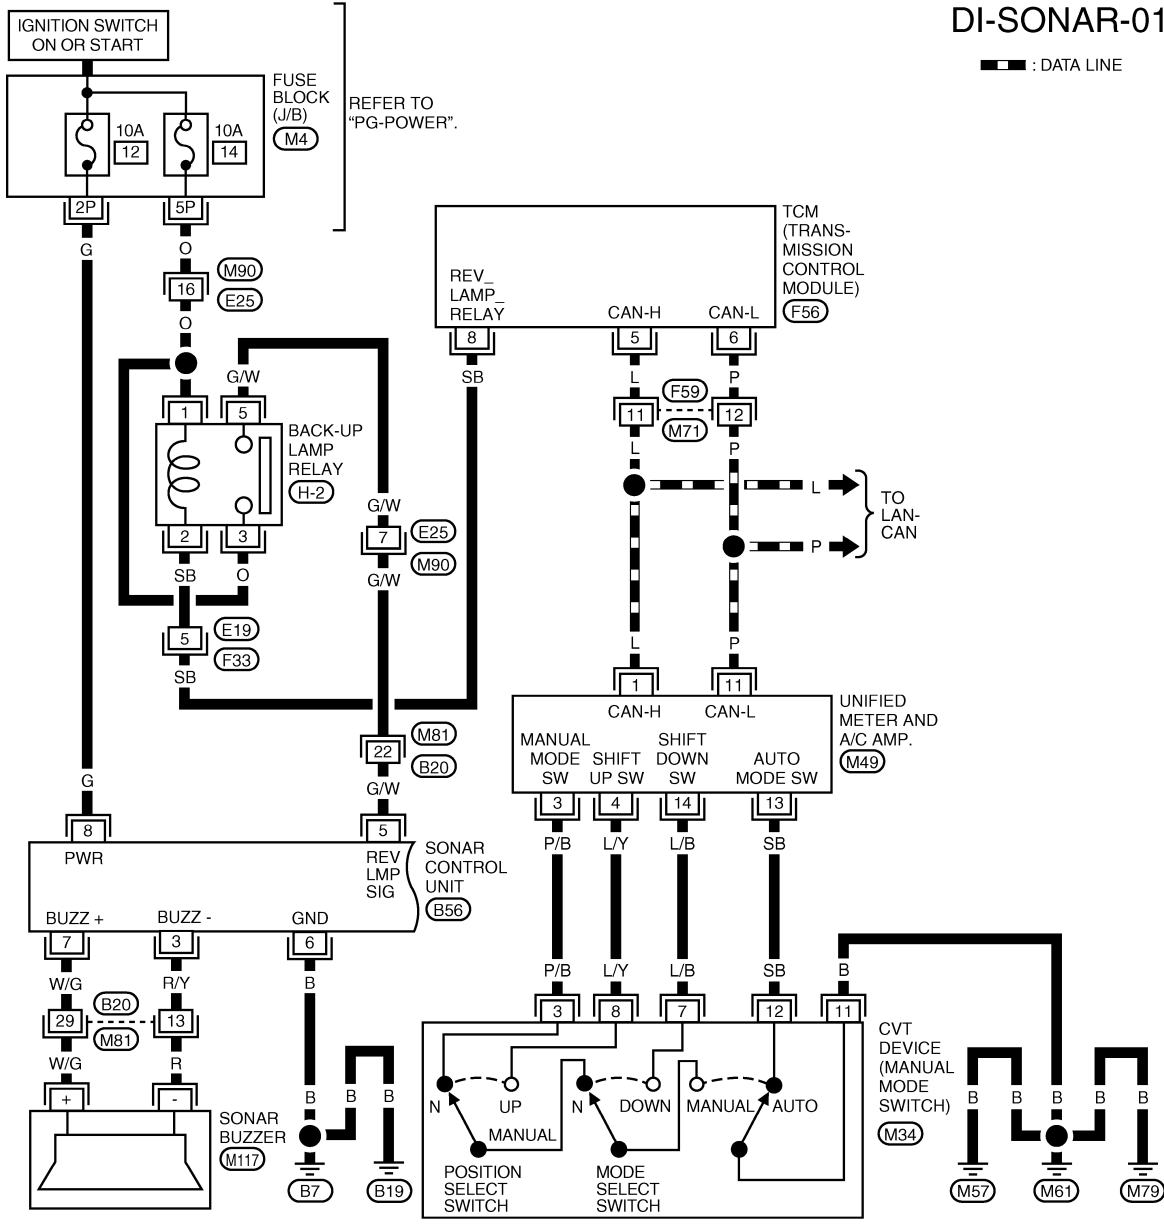 DI-SONAR-01
: DATA LINE
IGNITION SWITCH
ON OR START
FUSE
BLOCK
(J/B)
M4
REFER TO
“PG-POWER”.
10A
12
10A
14
2P
5P
G
O
16
M90
E25
O
G/W
1
5
BACK-UP
LAMP
RELAY
H-2
2
3
SB
O
5
E19
F33
SB
G/W
7
E25
M90
G/W
22
M81
B20
G/W
TCM
(TRANS-
MISSION
CONTROL
MODULE)
F56
REV_
LAMP_
RELAY
CAN-H
CAN-L
8
5
6
SB
L
P
F59
11
12
M71
L
P
L
P
TO
LAN-
CAN
L
P
1
11
CAN-H
CAN-L
UNIFIED
METER AND
A/C AMP.
M49
MANUAL
MODE
SW
SHIFT
UP SW
SHIFT
DOWN
SW
AUTO
MODE SW
3
4
14
13
P/B
L/Y
L/B
SB
P/B
L/Y
L/B
SB
B
3
8
7
12
11
CVT
DEVICE
(MANUAL
MODE
SWITCH)
M34
N
UP
N
DOWN
MANUAL
AUTO
MANUAL
POSITION
SELECT
SWITCH
MODE
SELECT
SWITCH
B
B
B
B
B
M57
M61
M79
G
8
5
PWR
REV
LMP
SIG
SONAR
CONTROL
UNIT
B56
BUZZ +
BUZZ -
GND
7
3
6
W/G
R/Y
B
29
B20
M81
13
W/G
R
+
-
SONAR
BUZZER
M117
B
B
B
B7
B19